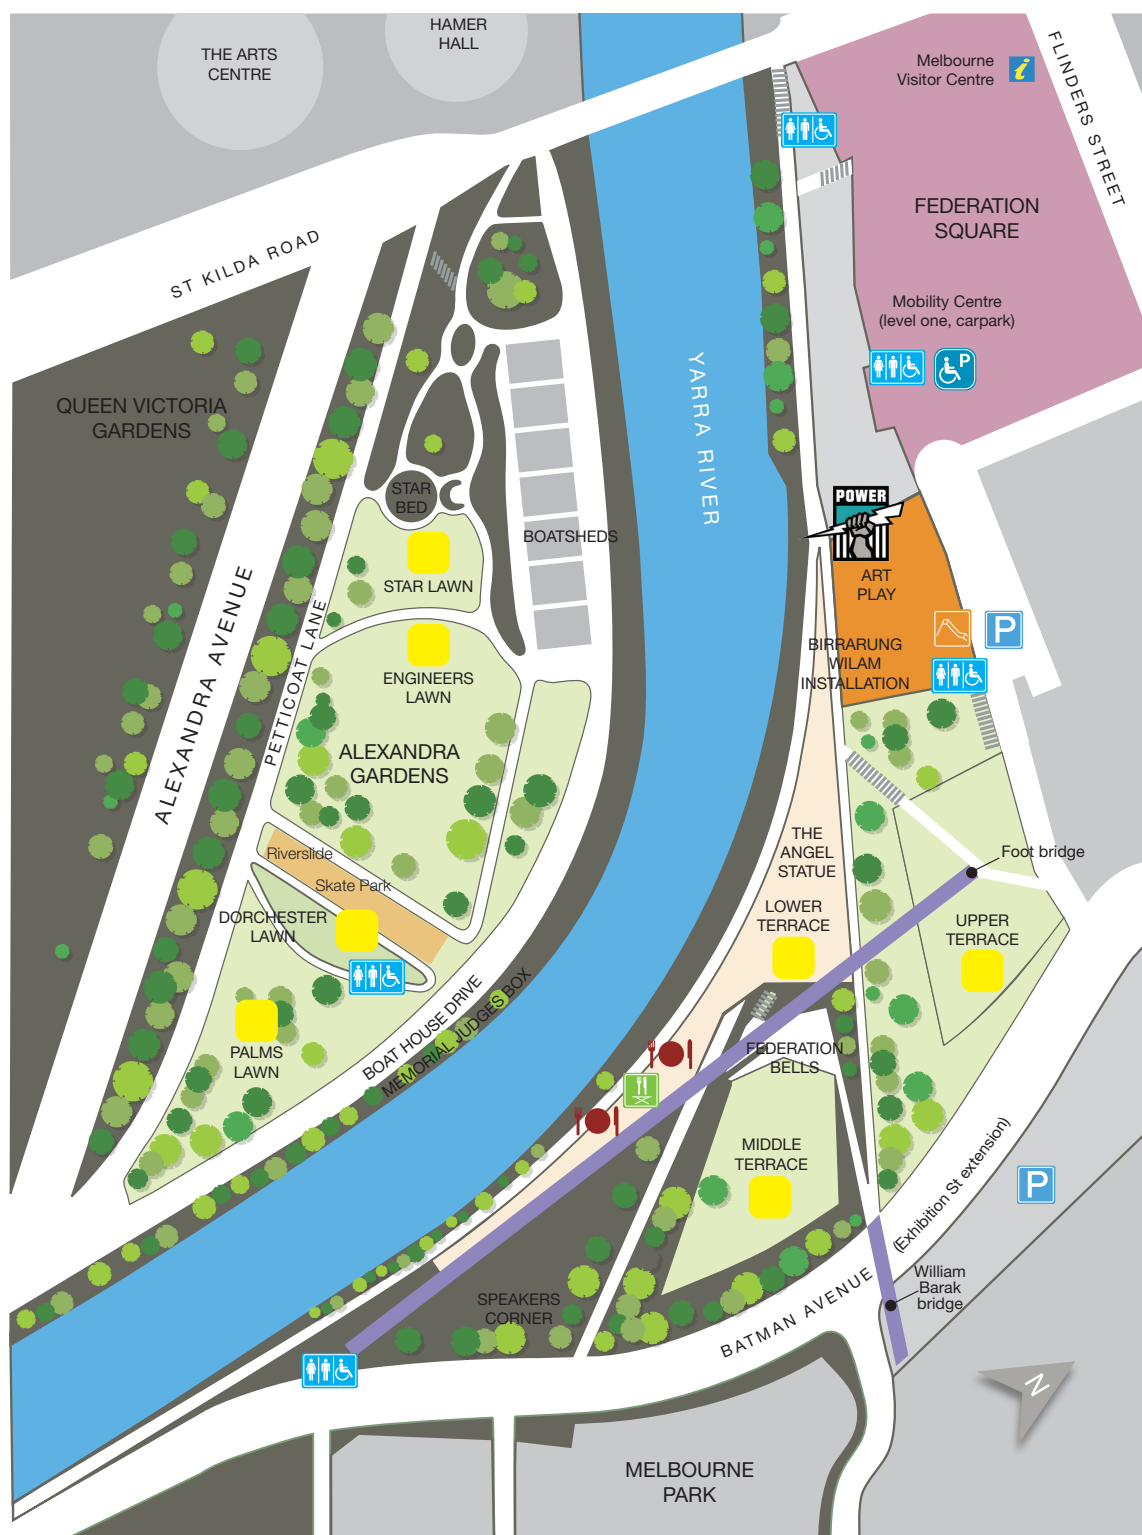 HAMER
HALL
THE ARTS
CENTRE
Melbourne
Visitor Centre
i
FLINDERS STREET
FEDERATION
SQUARE
ST KILDA ROAD
Mobility Centre
(level one, carpark)
P
YARRA RIVER
QUEEN VICTORIA
GARDENS
STAR
BED
POWER
BOATSHEDS
STAR LAWN
ART
PLAY
ALEXANDRA AVENUE
PETTICOAT LANE
P
BIRRARUNG
WILAM
INSTALLATION
ENGINEERS
LAWN
ALEXANDRA
GARDENS
THE
ANGEL
STATUE
Riverslide
Skate Park
Foot bridge
DORCHESTER
LAWN
LOWER
TERRACE
UPPER
TERRACE
BOAT HOUSE DRIVE
MEMORIAL JUDGES BOX
PALMS
LAWN
FEDERATION
BELLS
MIDDLE
TERRACE
(Exhibition St extension)
P
William
Barak
bridge
SPEAKERS
CORNER
BATMAN AVENUE
N
MELBOURNE
PARK